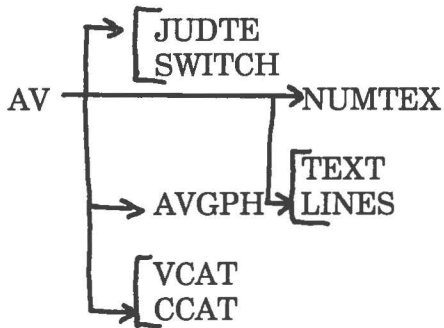 JUDTE
SWITCH
AV NUMTEX
TEXT
AVGPH LINES
VCAT
CCAT